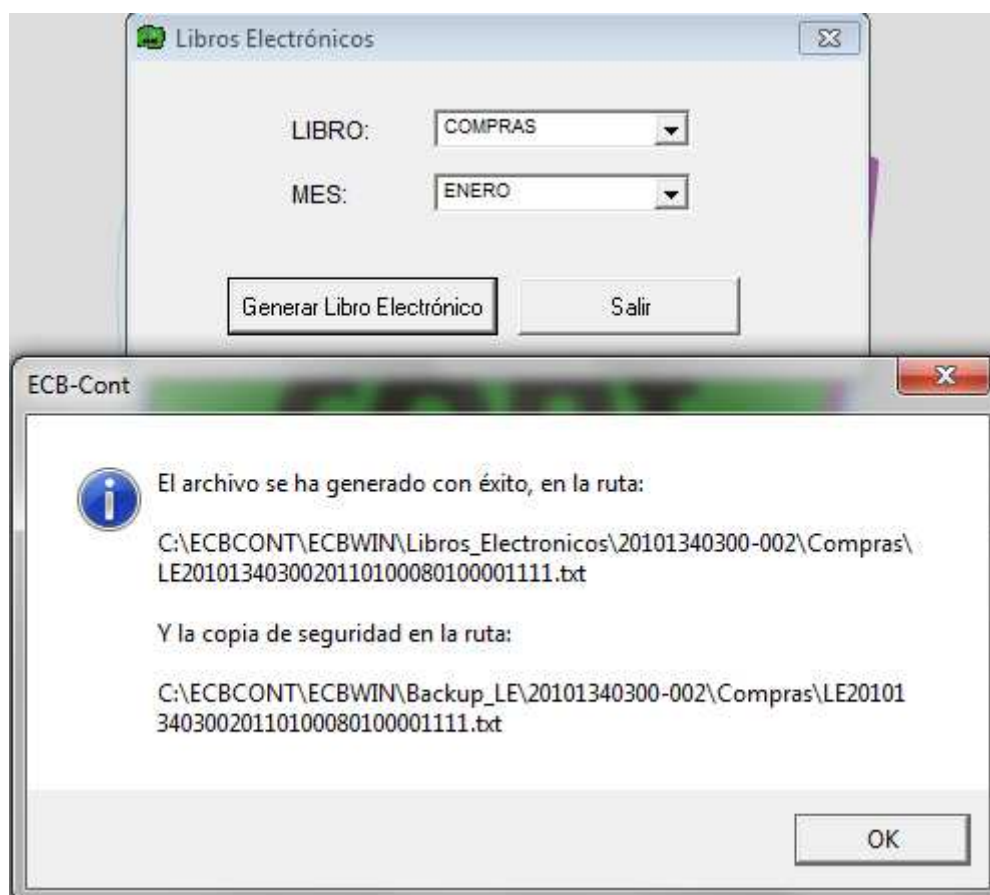 Libros Electrónicos
LIBRO: COMPRAS
MES: ENERO
Generar Libro Electrónico Salir
ECB-Cont
El archivo se ha generado con éxito, en la ruta:
C:\ECBCONT\ECBWIN\Libros_Electronicos\20101340300-002\Compras\
LE2010134030020110100080100001111.txt
Y la copia de seguridad en la ruta:
C:\ECBCONT\ECBWIN\Backup_LE\20101340300-002\Compras\LE20101
34030020110100080100001111.txt
OK